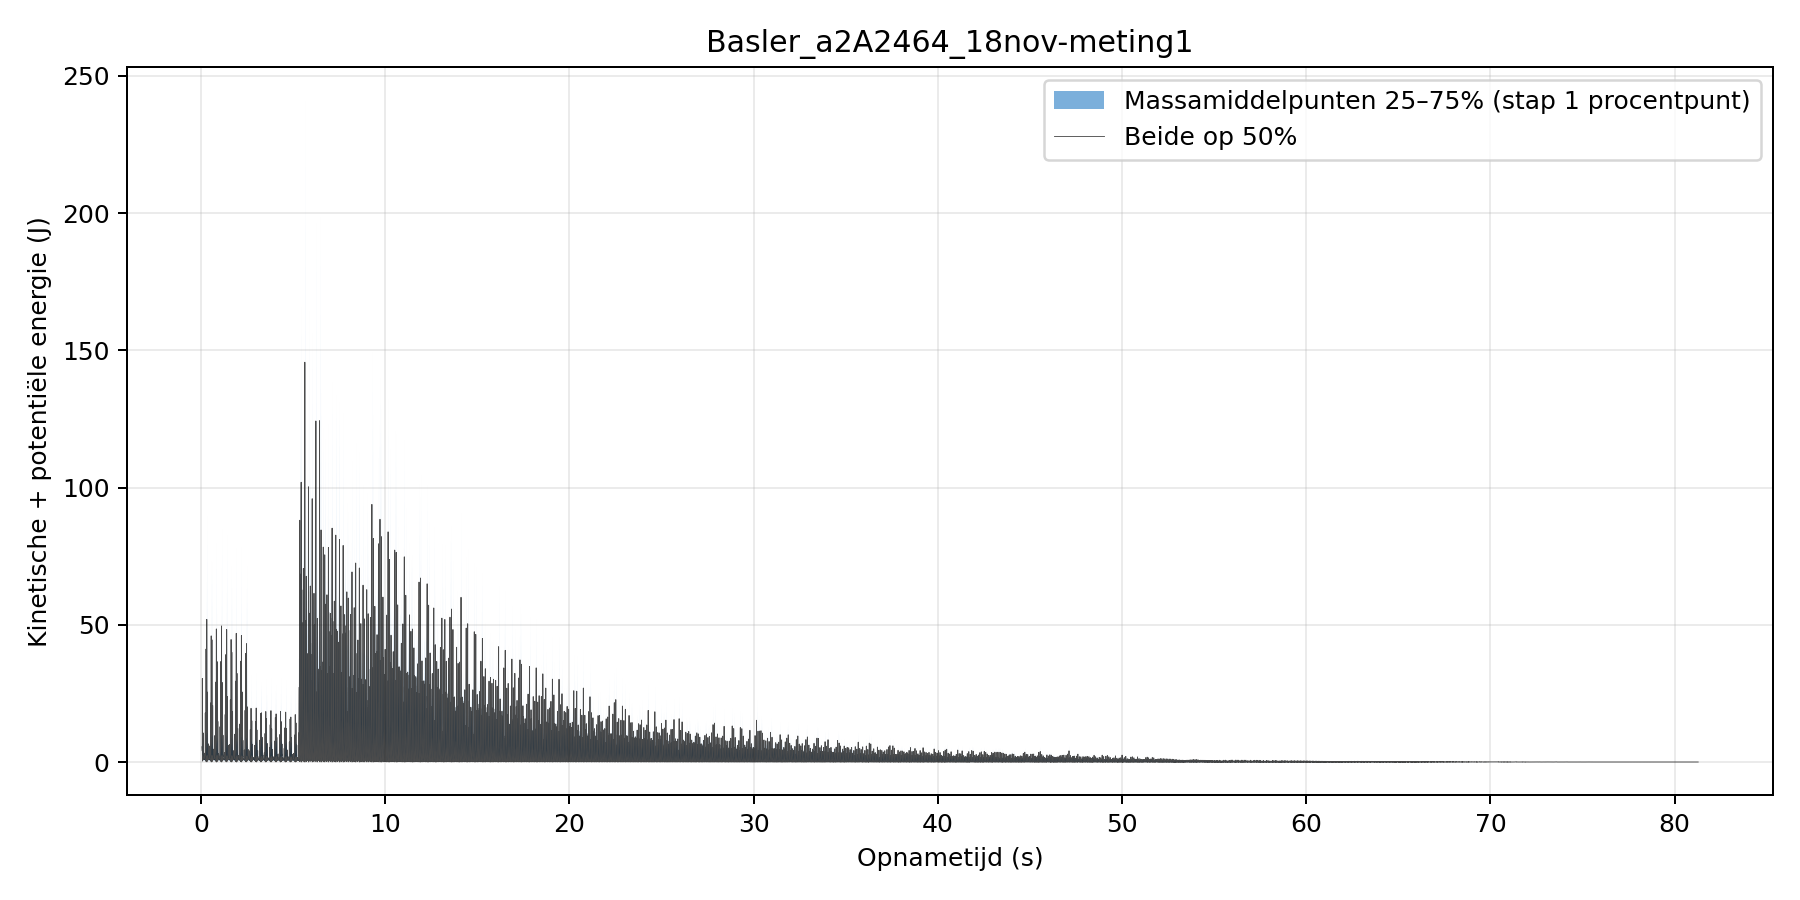 Basler_a2A2464_18nov-meting1
Massamiddelpunten 25–75% (stap 1 procentpunt)
Beide op 50%
Kinetische + potentiële energie (J)
250
200
150
100
50
0
0 10 20 30 40 50 60 70 80
Opnametijd (s)